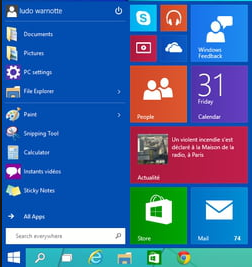 ludo warnotte
Documents
Pictures
PC settings
File Explorer
Paint
Snipping Tool
Calculator
Instants vidéos
Sticky Notes
All Apps
Search everywhere
Windows
Feedback
People
31
Friday
Calendar
Un violent incendie s'est
déclaré à la Maison de la
radio, à Paris
Actualité
Store
Mail
74